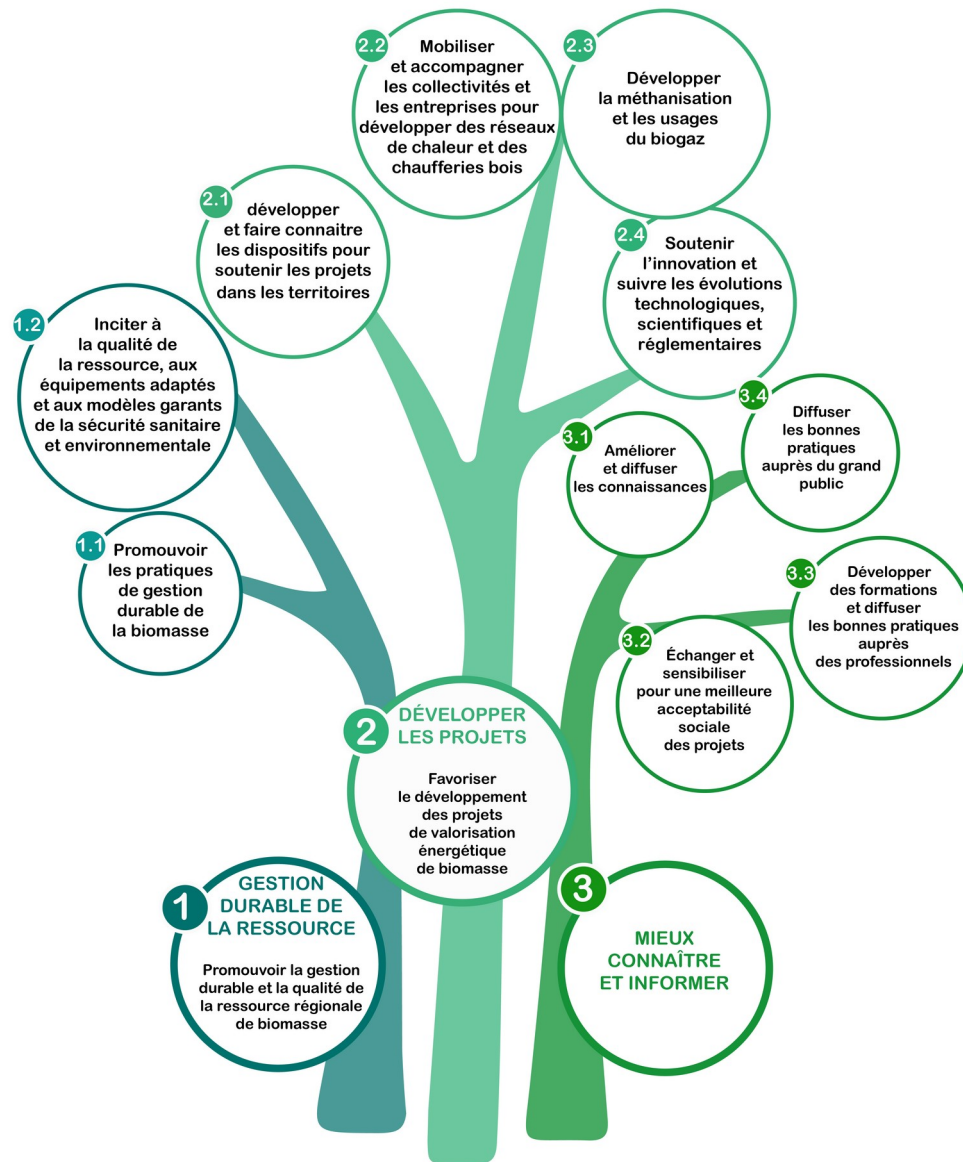 2.2
Mobiliser
et accompagner
les collectivités et
les entreprises pour
développer des réseaux
de chaleur et des
chaufferies bois
2.3
Développer
la méthanisation
et les usages
du biogaz
2.1
développer
et faire connaitre
les dispositifs pour
soutenir les projets
dans les territoires
2.4
Soutenir
l’innovation et
suivre les évolutions
technologiques,
scientifiques et
réglementaires
1.2
Inciter à
la qualité de
la ressource, aux
équipements adaptés
et aux modèles garants
de la sécurité sanitaire
et environnementale
3.4
Diffuser
les bonnes
pratiques
auprès du grand
public
3.1
Améliorer
et diffuser
les connaissances
1.1
Promouvoir
les pratiques
de gestion
durable de
la biomasse
3.3
Développer
des formations
et diffuser
les bonnes pratiques
auprès
des professionnels
3.2
Échanger et
sensibiliser
pour une meilleure
acceptabilité
sociale
des projets
2
DÉVELOPPER
LES PROJETS
Favoriser
le développement
des projets
de valorisation
énergétique
de biomasse
1
GESTION
DURABLE DE
LA RESSOURCE
Promouvoir la gestion
durable et la qualité de
la ressource régionale
de biomasse
3
MIEUX
CONNAÎTRE
ET INFORMER